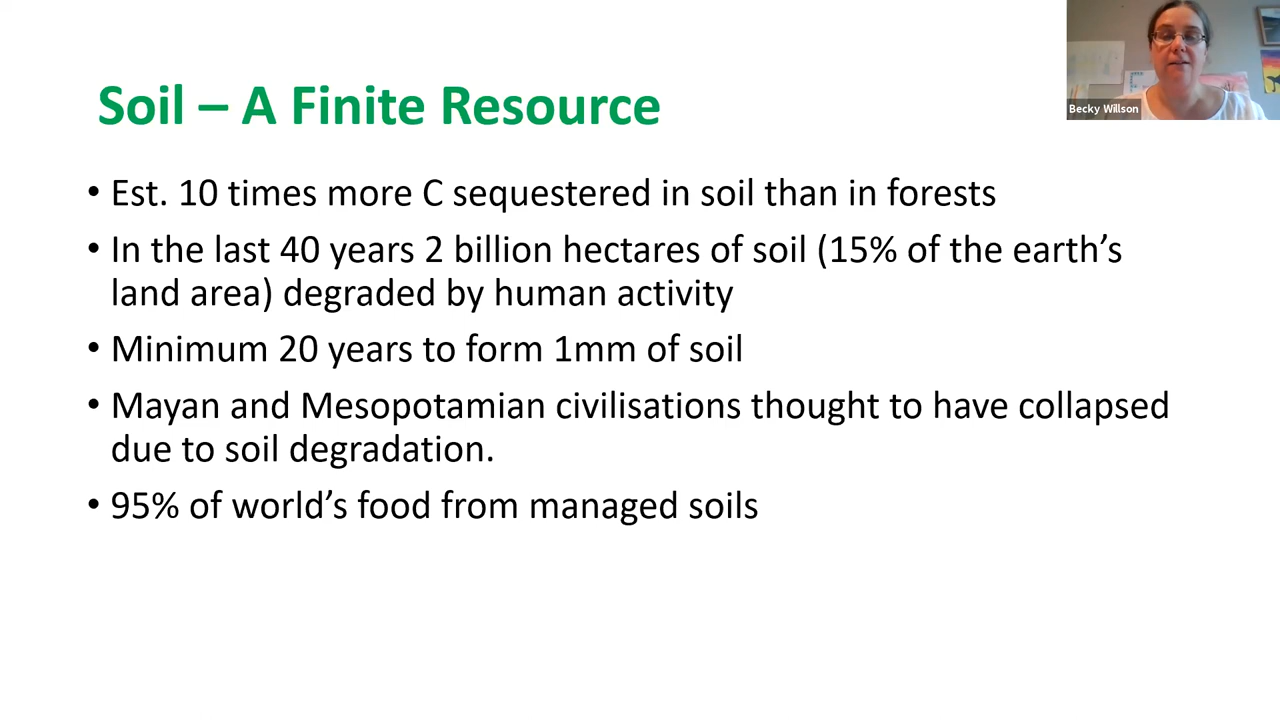 Soil – A Finite Resource
Becky Willson
• Est. 10 times more C sequestered in soil than in forests
• In the last 40 years 2 billion hectares of soil (15% of the earth’s
land area) degraded by human activity
• Minimum 20 years to form 1mm of soil
• Mayan and Mesopotamian civilisations thought to have collapsed
due to soil degradation.
• 95% of world’s food from managed soils